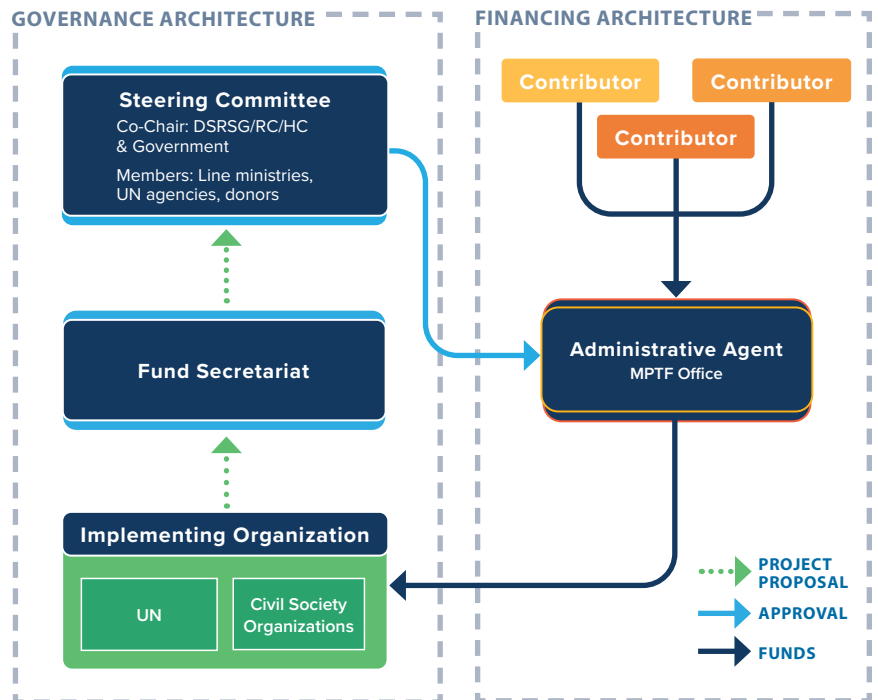 GOVERNANCE ARCHITECTURE
Steering Committee
Co-Chair: DSRSG/RC/HC
& Government
Members: Line ministries,
UN agencies, donors
Fund Secretariat
Implementing Organization
UN
Civil Society
Organizations
FINANCING ARCHITECTURE
Contributor
Contributor
Contributor
Administrative Agent
MPTF Office
PROJECT
PROPOSAL
APPROVAL
FUNDS